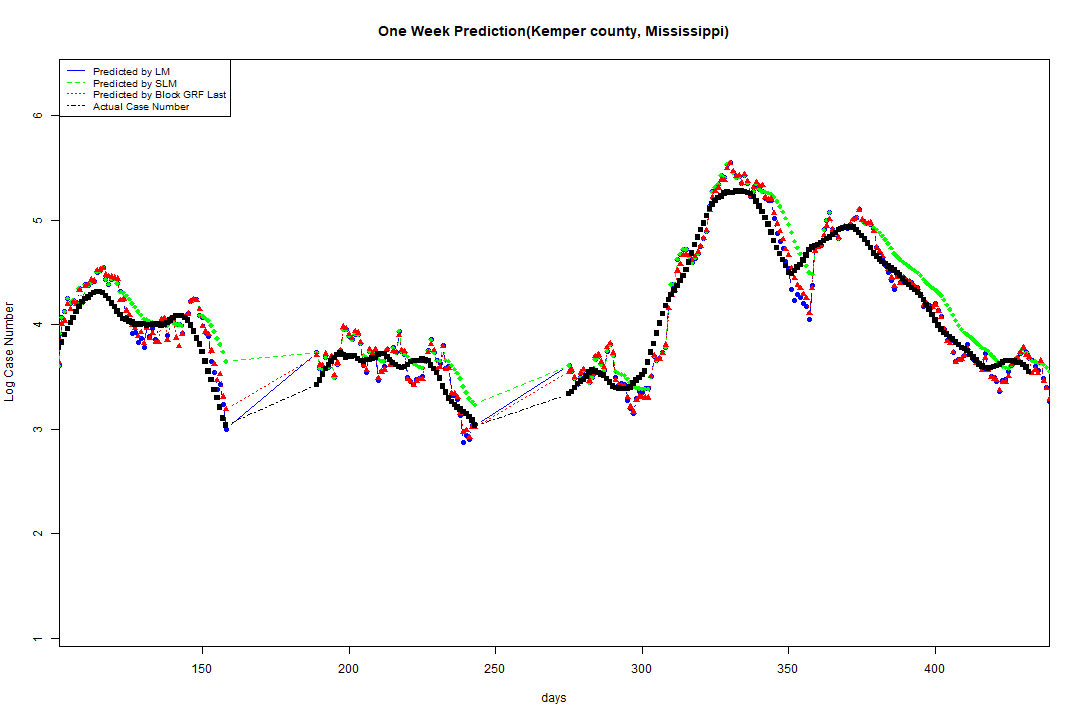 One Week Prediction(Kemper county, Mississippi)
Predicted by LM
Predicted by SLM
Predicted by Block GRF Last
Actual Case Number
Log Case Number
6
5
4
3
2
1
150 200 250 300 350 400
days